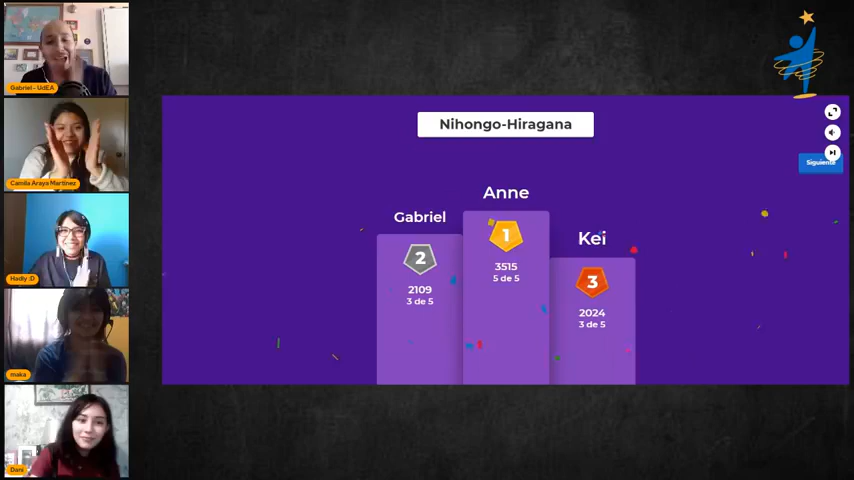 Gabriel - UdEA
Camila Araya Martinez
Hadly :D
maka
Dani
Nihongo-Hiragana
Siguiente
Anne
Gabriel
Kei
1
3515
5 de 5
2
2109
3 de 5
3
2024
3 de 5